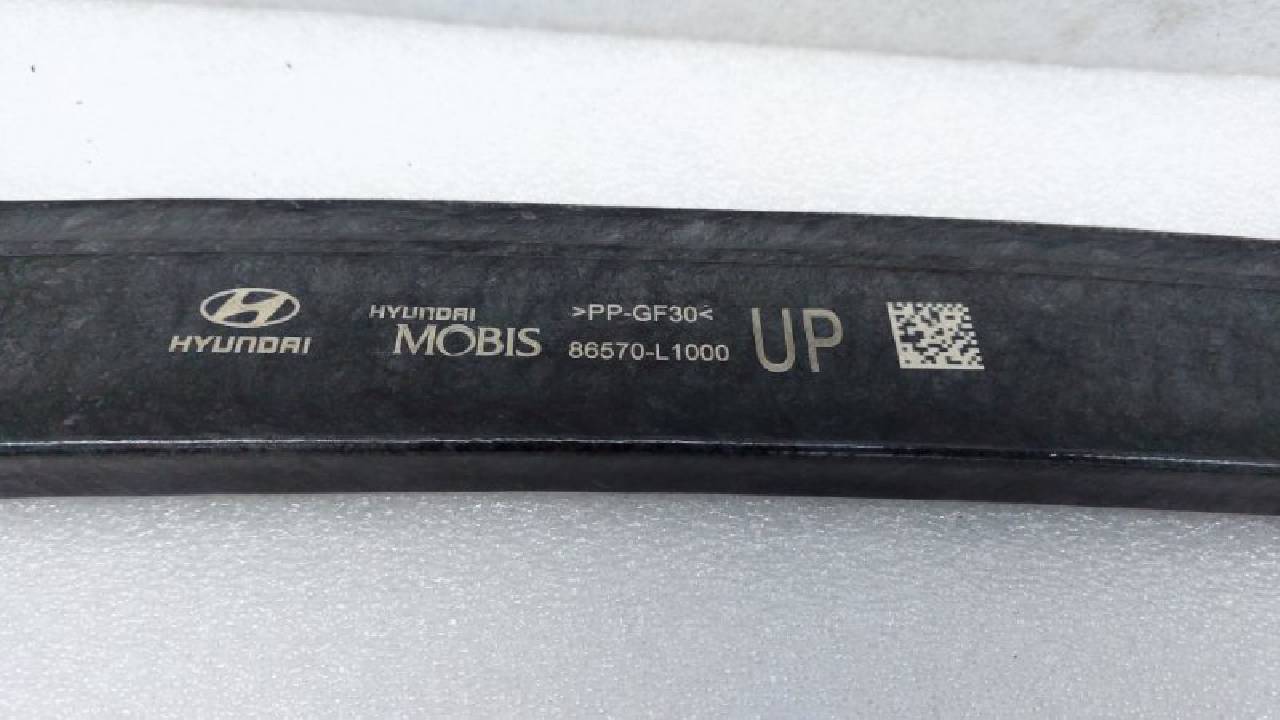 HYUNDAI
HYUNDAI
MOBIS
>PP-GF30<
86570-L1000
UP